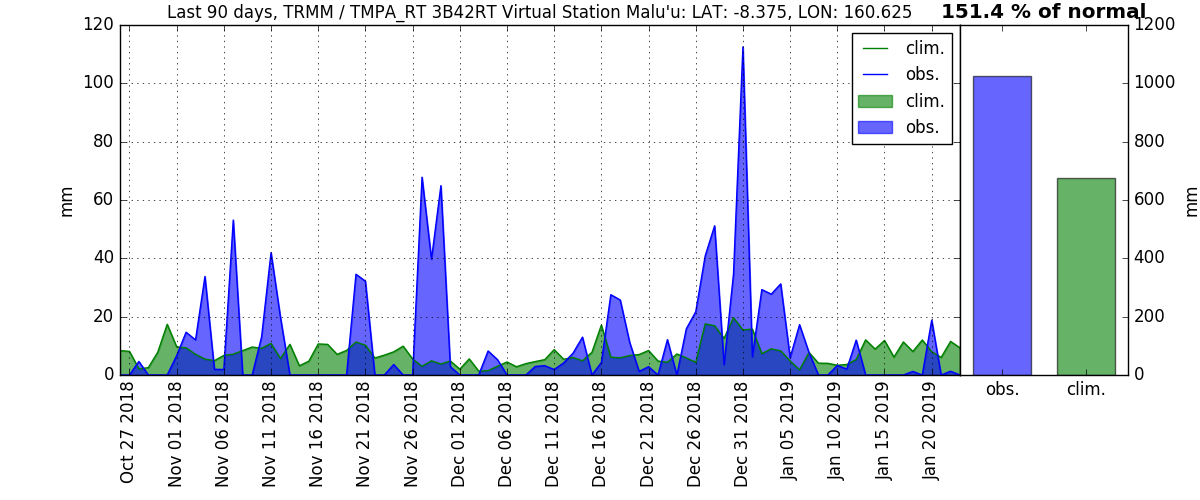 Last 90 days, TRMM / TMPA_RT 3B42RT Virtual Station Malu'u: LAT: -8.375, LON: 160.625
151.4 % of normal
mm
120
100
80
60
40
20
0
clim.
obs.
clim.
obs.
Oct 27 2018
Nov 01 2018
Nov 06 2018
Nov 11 2018
Nov 16 2018
Nov 21 2018
Nov 26 2018
Dec 01 2018
Dec 06 2018
Dec 11 2018
Dec 16 2018
Dec 21 2018
Dec 26 2018
Dec 31 2018
Jan 05 2019
Jan 10 2019
Jan 15 2019
Jan 20 2019
1200
1000
800
600
400
200
0
mm
obs.
clim.